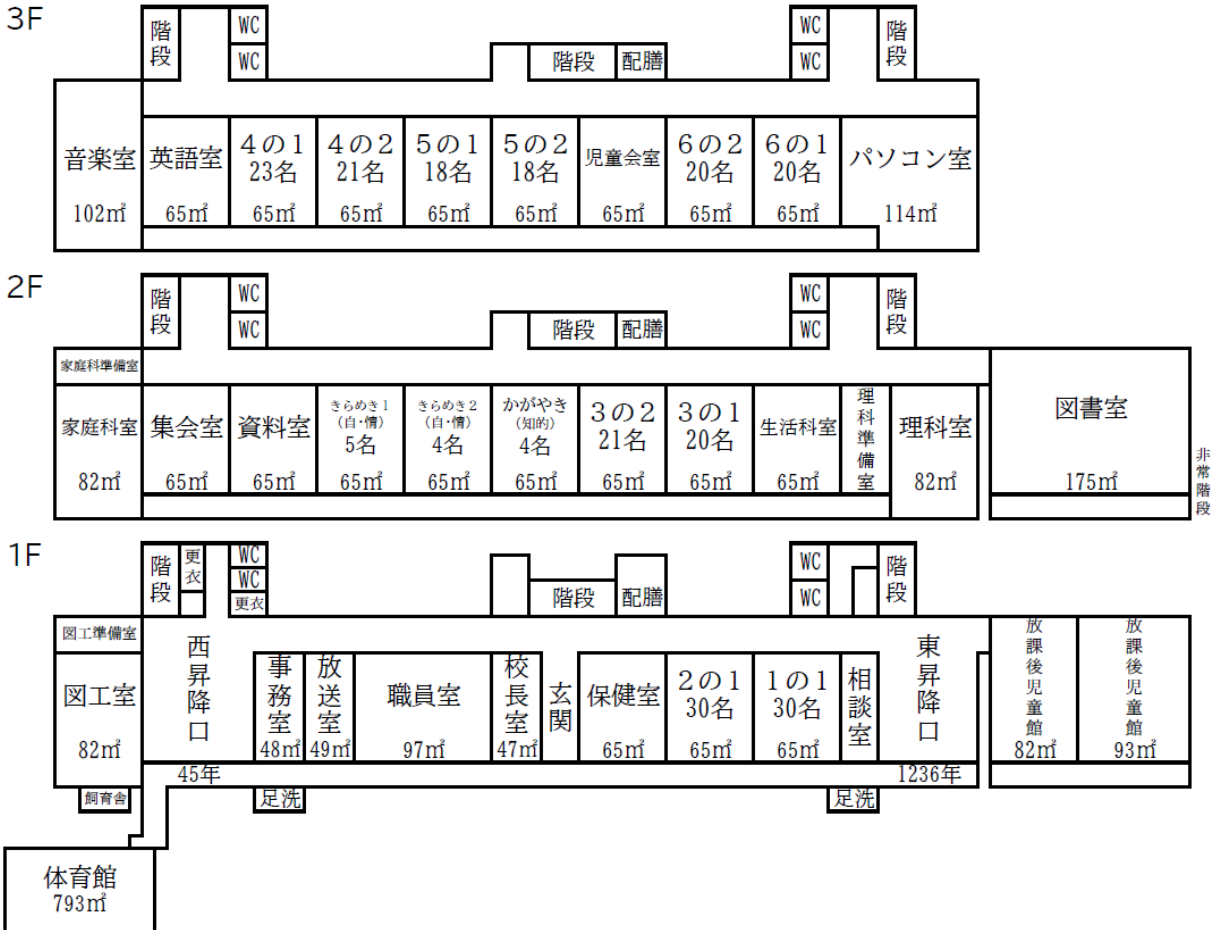 3F
階段
WC
WC
階段
配膳
WC
WC
階段
音楽室
102㎡
英語室
65㎡
4の1
23名
65㎡
4の2
21名
65㎡
5の1
18名
65㎡
5の2
18名
65㎡
児童会室
65㎡
6の2
20名
65㎡
6の1
20名
65㎡
パソコン室
114㎡
2F
階段
WC
WC
階段
配膳
WC
WC
階段
家庭科準備室
家庭科室
82㎡
集会室
65㎡
資料室
65㎡
きらめき1
(自・情)
5名
65㎡
きらめき2
(自・情)
4名
65㎡
かがやき
(知的)
4名
65㎡
3の2
21名
65㎡
3の1
20名
65㎡
生活科室
65㎡
理科準備室
理科室
82㎡
図書室
175㎡
非常階段
1F
階段
更衣
WC
WC
更衣
階段
配膳
WC
WC
階段
図工準備室
図工室
82㎡
西昇降口
事務室
48㎡
放送室
49㎡
職員室
97㎡
校長室
47㎡
玄関
保健室
65㎡
2の1
30名
65㎡
1の1
30名
65㎡
相談室
東昇降口
放課後児童館
82㎡
放課後児童館
93㎡
45年
1236年
飼育舎
足洗
足洗
体育館
793㎡